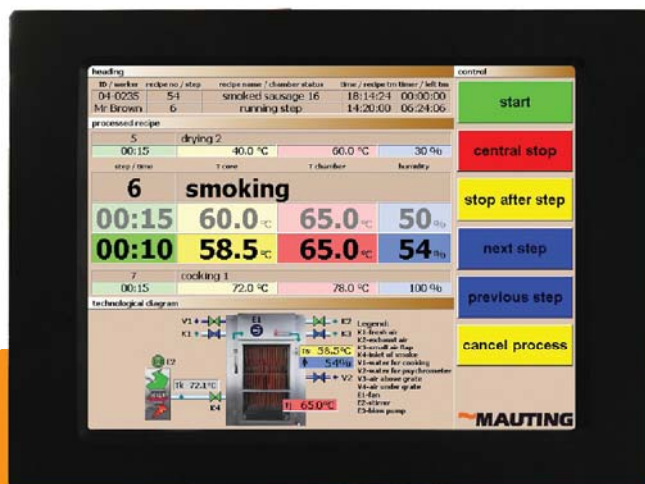 heading
control
ID / worker recipe no / step recipe name / chamber status time / recipe tm timer / left tm
04-0235 54 smoked sausage 16 18:14:24 00:00:00
Mr Brown 6 running step 14:20:00 06:24:06
processed recipe
5 drying 2
00:15 40.0 °C 60.0 °C 30 %
step / time T core T chamber humidity
6 smoking
00:15 60.0 °C 65.0 °C 50 %
00:10 58.5 °C 65.0 °C 54 %
7 cooking 1
00:15 72.0 °C 78.0 °C 100 %
technological diagram
V1 E1 K2
K1 K3
58.5°C
54%
V2
E2
Tk 72.1°C
K4
65.0°C
Legend:
K1-fresh air
K2-exhaust air
K3-small air flap
K4-inlet of smoke
V1-water for cooking
V2-water for psychrometer
V3-air above grate
V4-air under grate
E1-fan
E2-stirrer
start
central stop
stop after step
next step
previous step
cancel process
MAUTING